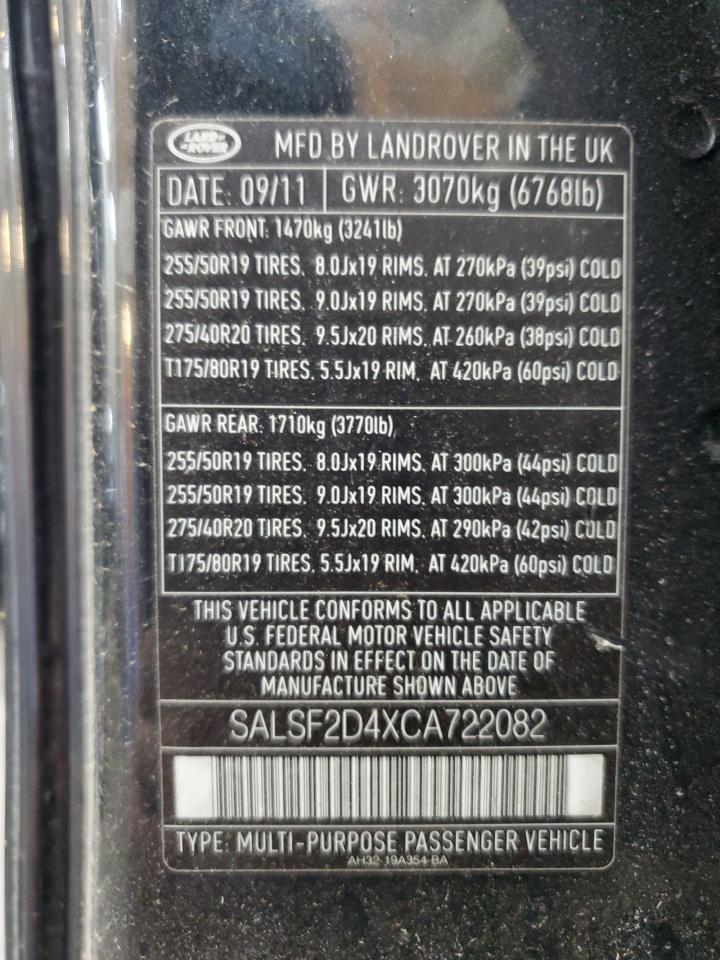 LAND-
ROVER
MFD BY LANDROVER IN THE UK
DATE: 09/11 GWR: 3070kg (6768lb)
GAWR FRONT: 1470kg (3241lb)
255/50R19 TIRES, 8.0Jx19 RIMS, AT 270kPa (39psi) COLD
255/50R19 TIRES, 9.0Jx19 RIMS, AT 270kPa (39psi) COLD
275/40R20 TIRES, 9.5Jx20 RIMS, AT 260kPa (38psi) COLD
T175/80R19 TIRES, 5.5Jx19 RIM, AT 420kPa (60psi) COLD
GAWR REAR: 1710kg (3770lb)
255/50R19 TIRES, 8.0Jx19 RIMS, AT 300kPa (44psi) COLD
255/50R19 TIRES, 9.0Jx19 RIMS, AT 300kPa (44psi) COLD
275/40R20 TIRES, 9.5Jx20 RIMS, AT 290kPa (42psi) COLD
T175/80R19 TIRES, 5.5Jx19 RIM, AT 420kPa (60psi) COLD
THIS VEHICLE CONFORMS TO ALL APPLICABLE
U.S. FEDERAL MOTOR VEHICLE SAFETY
STANDARDS IN EFFECT ON THE DATE OF
MANUFACTURE SHOWN ABOVE
SALSF2D4XCA722082
TYPE: MULTI-PURPOSE PASSENGER VEHICLE
AH32-19A354-BA